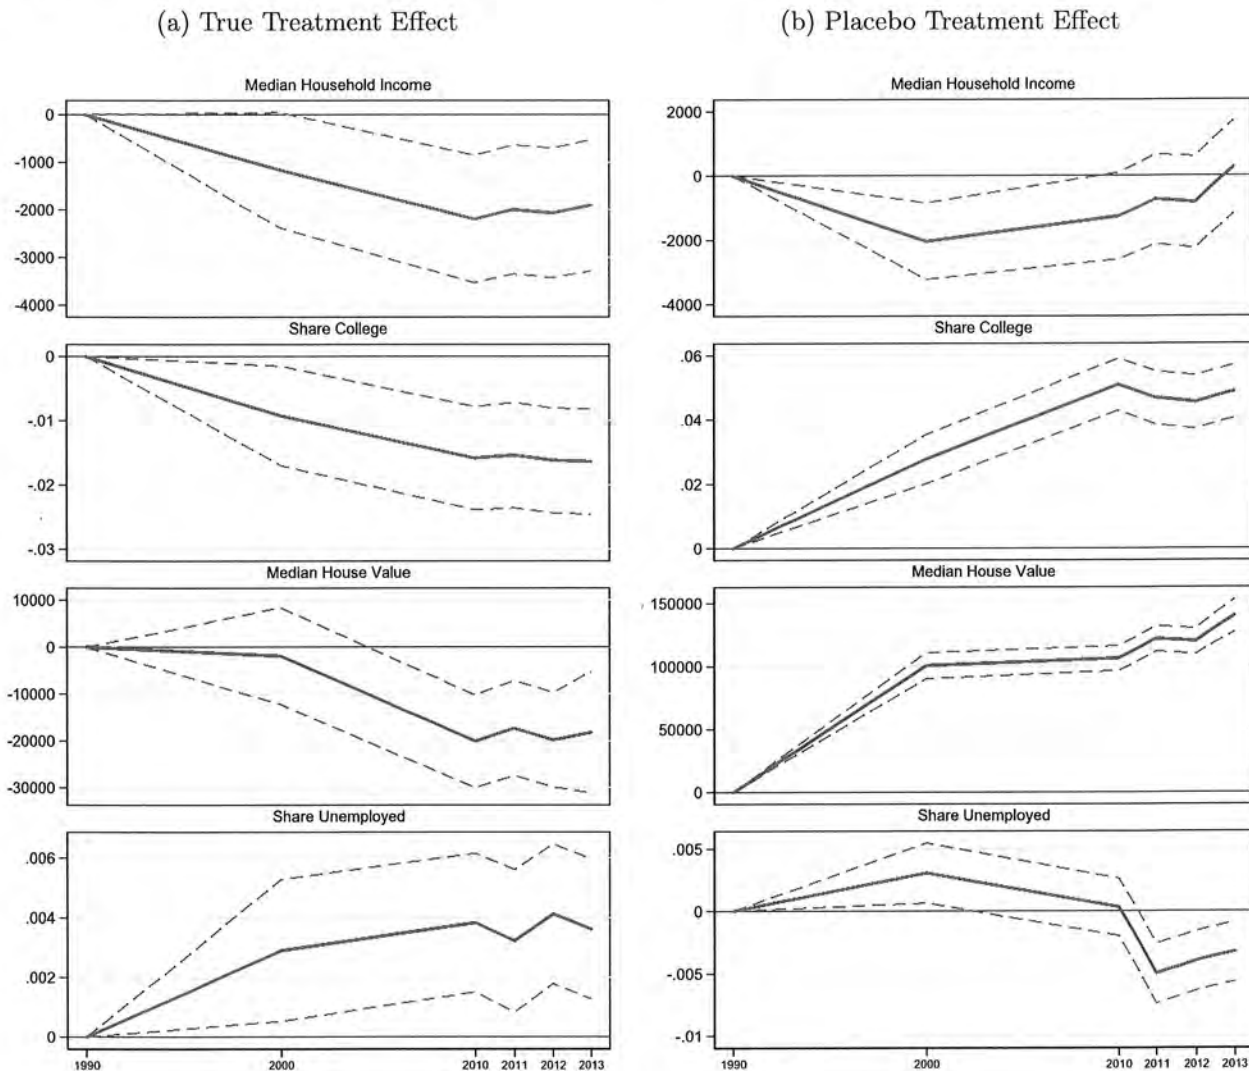 (a) True Treatment Effect
Median Household Income
0
-1000
-2000
-3000
-4000
Share College
0
-.01
-.02
-.03
Median House Value
10000
0
-10000
-20000
-30000
Share Unemployed
.006
.004
.002
0
1990 2000 2010 2011 2012 2013
(b) Placebo Treatment Effect
Median Household Income
2000
0
-2000
-4000
Share College
.06
.04
.02
0
Median House Value
150000
100000
50000
0
Share Unemployed
.005
0
-.005
-.01
1990 2000 2010 2011 2012 2013